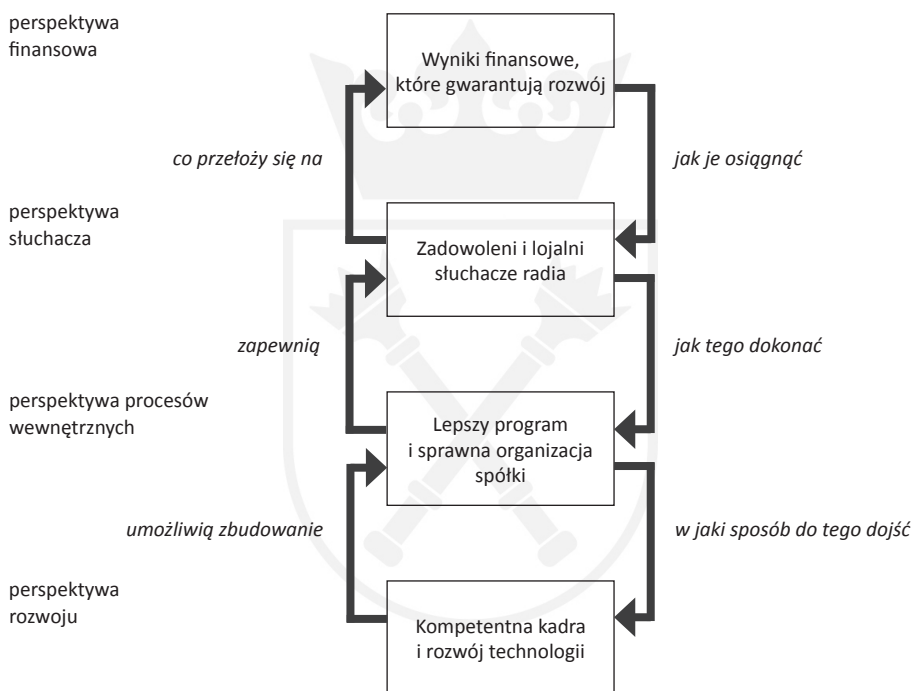 perspektywa
finansowa
Wyniki finansowe,
które gwarantują rozwój
co przełoży się na
jak je osiągnąć
perspektywa
słuchacza
Zadowoleni i lojalni
słuchacze radia
zapewnią
jak tego dokonać
perspektywa procesów
wewnętrznych
Lepszy program
i sprawna organizacja
spółki
umożliwią zbudowanie
w jaki sposób do tego dojść
perspektywa
rozwoju
Kompetentna kadra
i rozwój technologii